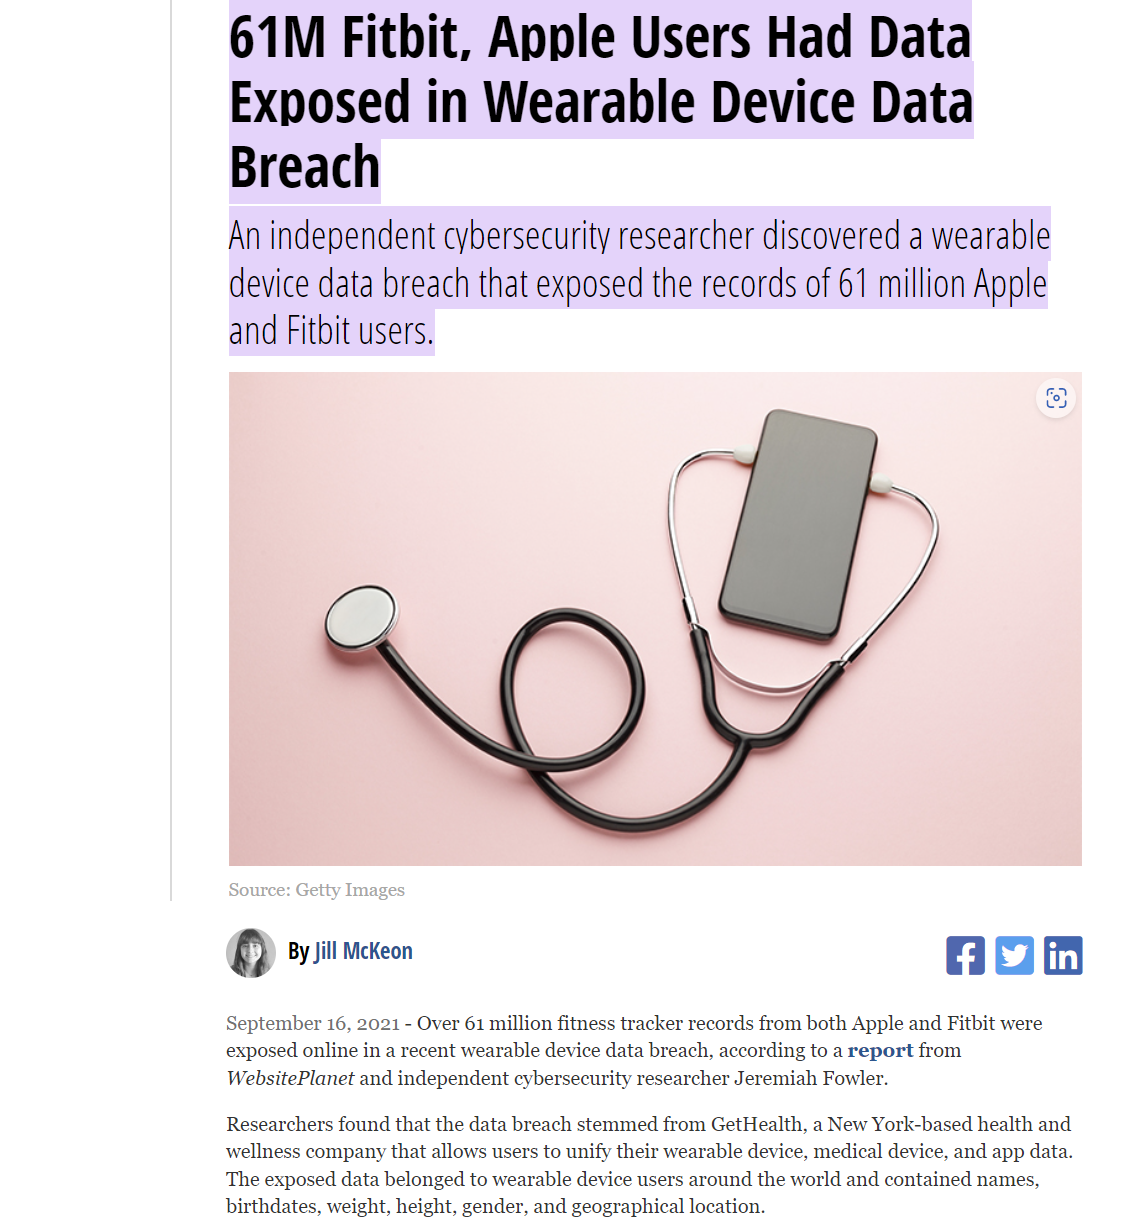 61M Fitbit, Apple Users Had Data
Exposed in Wearable Device Data
Breach
An independent cybersecurity researcher discovered a wearable
device data breach that exposed the records of 61 million Apple
and Fitbit users.
Source: Getty Images
By Jill McKeon
September 16, 2021 - Over 61 million fitness tracker records from both Apple and Fitbit were
exposed online in a recent wearable device data breach, according to a report from
WebsitePlanet and independent cybersecurity researcher Jeremiah Fowler.
Researchers found that the data breach stemmed from GetHealth, a New York-based health and
wellness company that allows users to unify their wearable device, medical device, and app data.
The exposed data belonged to wearable device users around the world and contained names,
birthdates, weight, height, gender, and geographical location.